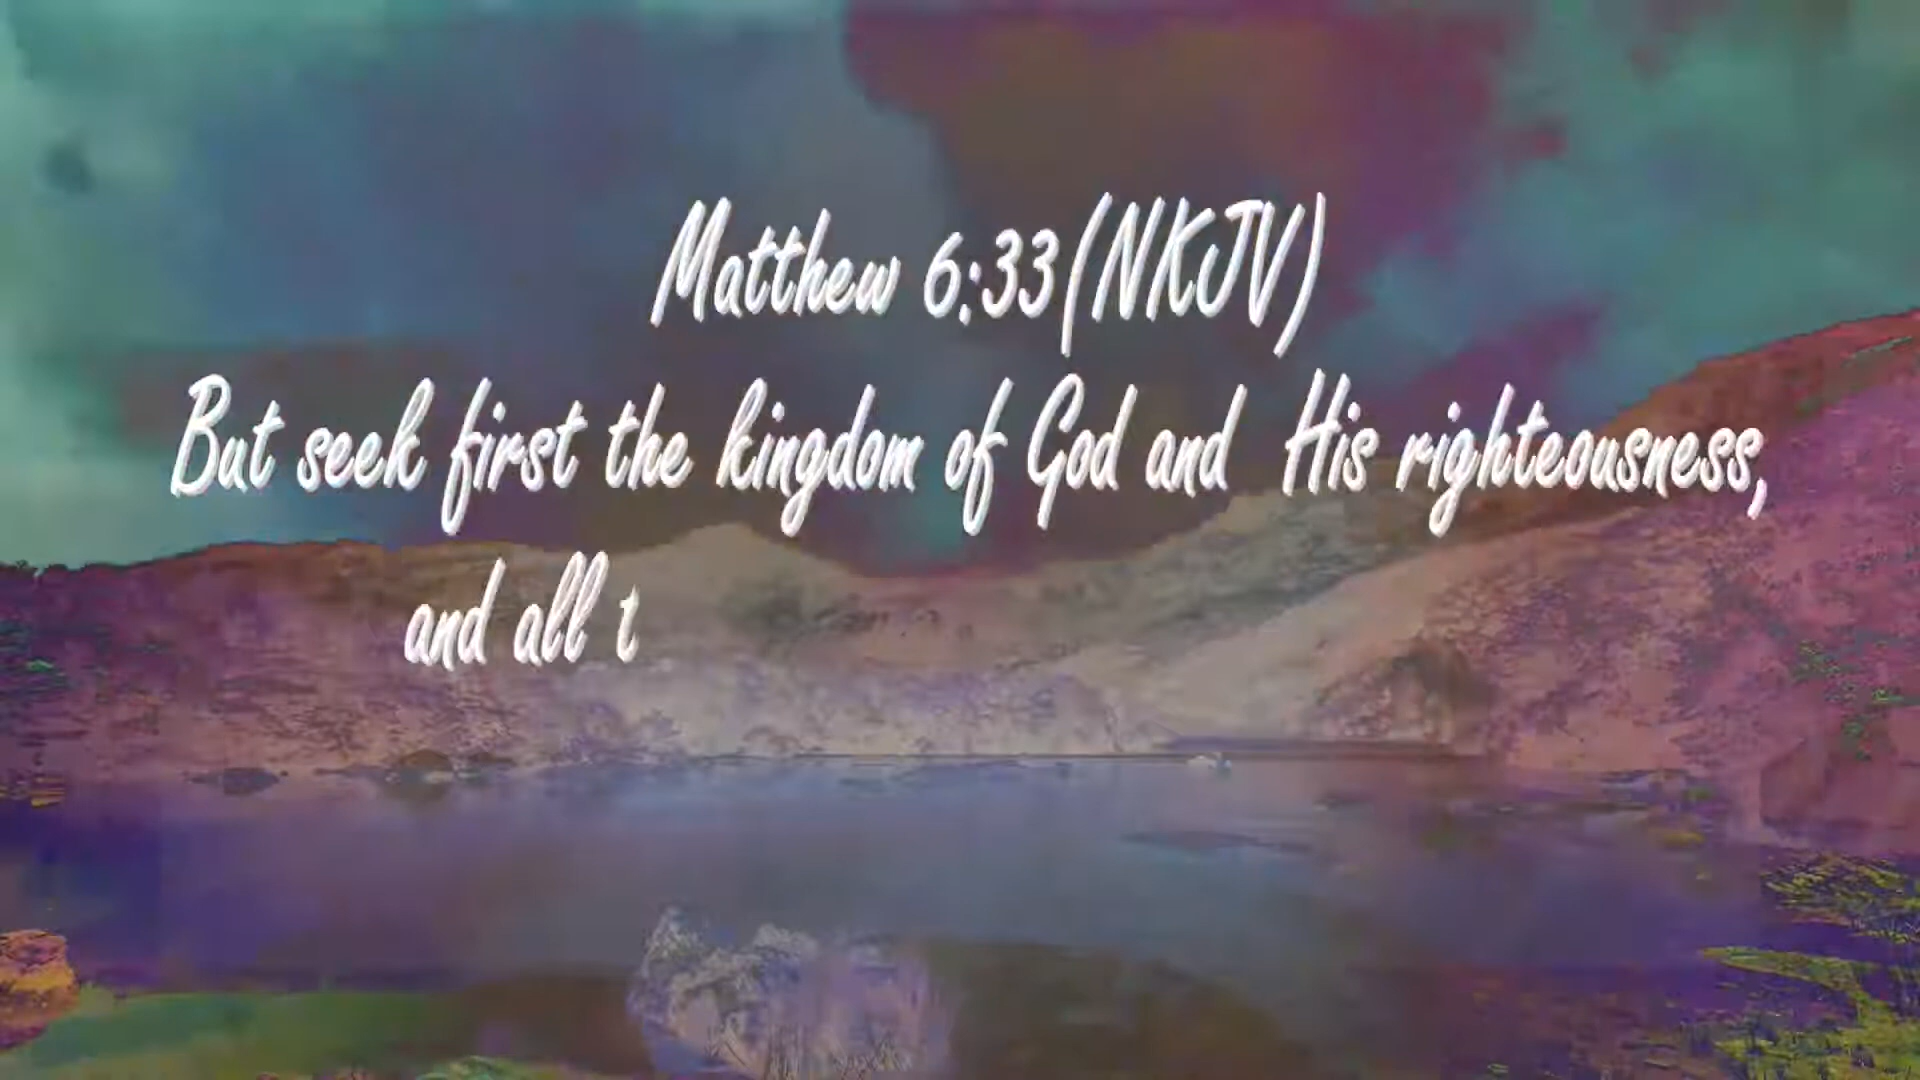 Matthew 6:33(NKJV)
But seek first the kingdom of God and His righteousness,
and all t